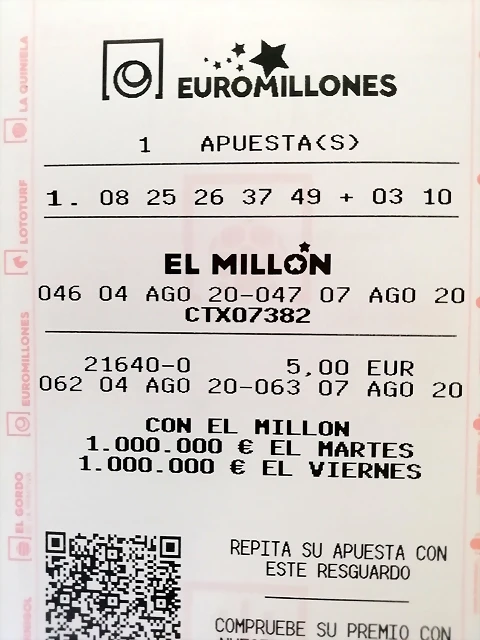 EUROMILLONES
1 APUESTA(S)
1. 08 25 26 37 49 + 03 10
EL MILLÓN
046 04 AGO 20-047 07 AGO 20
CTX07382
21640-0 5,00 EUR
062 04 AGO 20-063 07 AGO 20
CON EL MILLON
1.000.000 € EL MARTES
1.000.000 € EL VIERNES
REPITA SU APUESTA CON
ESTE RESGUARDO
COMPRUEBE SU PREMIO CON
LA QUINIELA
LOTOTURF
EUROMILLONES
EL GORDO